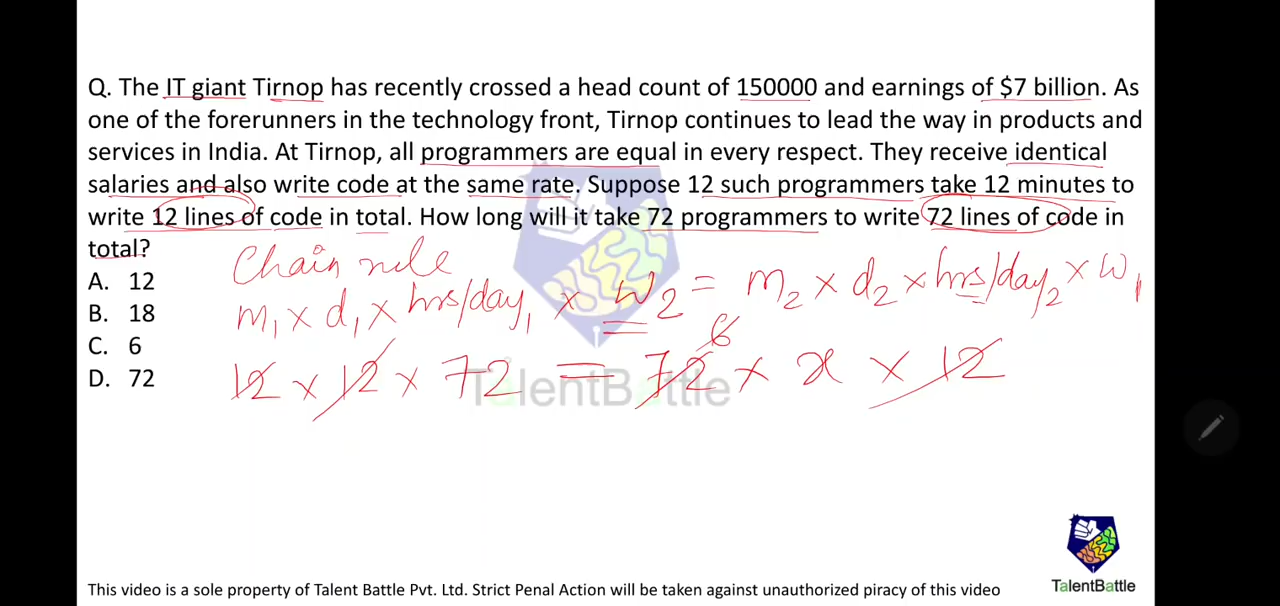 Q. The IT giant Tirnop has recently crossed a head count of 150000 and earnings of $7 billion. As
one of the forerunners in the technology front, Tirnop continues to lead the way in products and
services in India. At Tirnop, all programmers are equal in every respect. They receive identical
salaries and also write code at the same rate. Suppose 12 such programmers take 12 minutes to
write 12 lines of code in total. How long will it take 72 programmers to write 72 lines of code in
total?
Chain rule
A. 12
m₁ x d₁ x hrs/day₁ x w₂ = m₂ x d₂ x hrs/day₂ x w₁
B. 18
C. 6
6
12 x 12 x 72 = 72 x x x 12
D. 72
TalentBattle
TalentBattle
This video is a sole property of Talent Battle Pvt. Ltd. Strict Penal Action will be taken against unauthorized piracy of this video